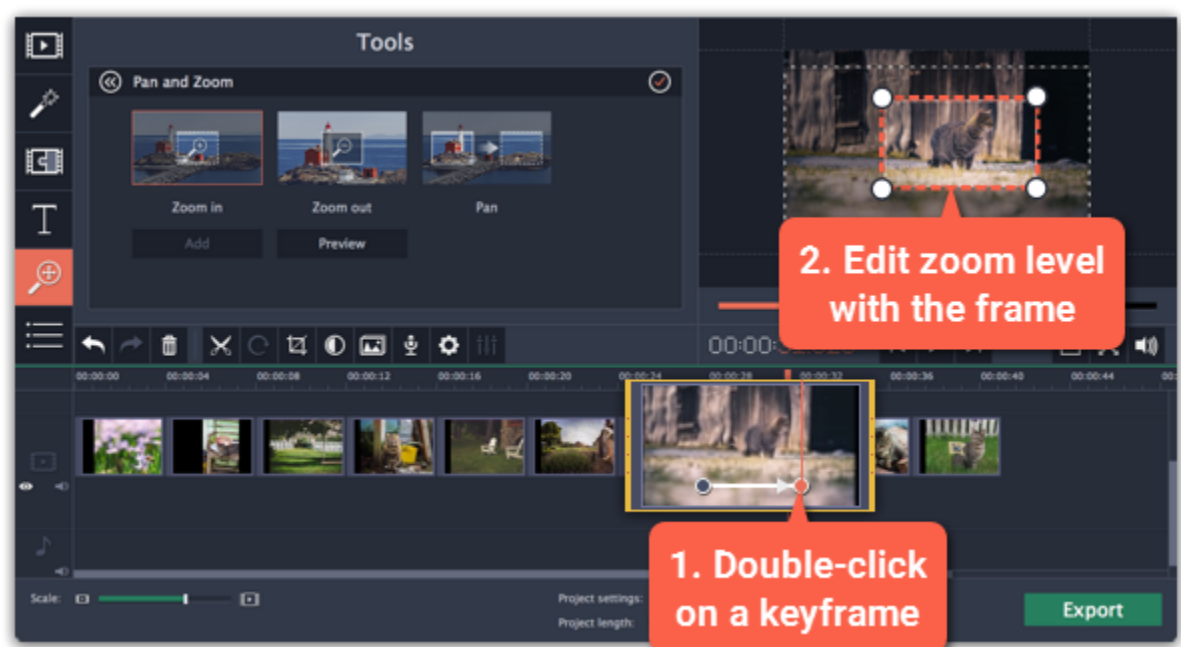 Tools
Pan and Zoom
Zoom in
Zoom out
Pan
Add
Preview
2. Edit zoom level
with the frame
00:00:
00:00:00
00:00:04
00:00:08
00:00:12
00:00:16
00:00:20
00:00:24
00:00:28
00:00:32
00:00:36
00:00:40
00:00:44
00:
1. Double-click
on a keyframe
Scale:
Project settings:
Project length:
Export